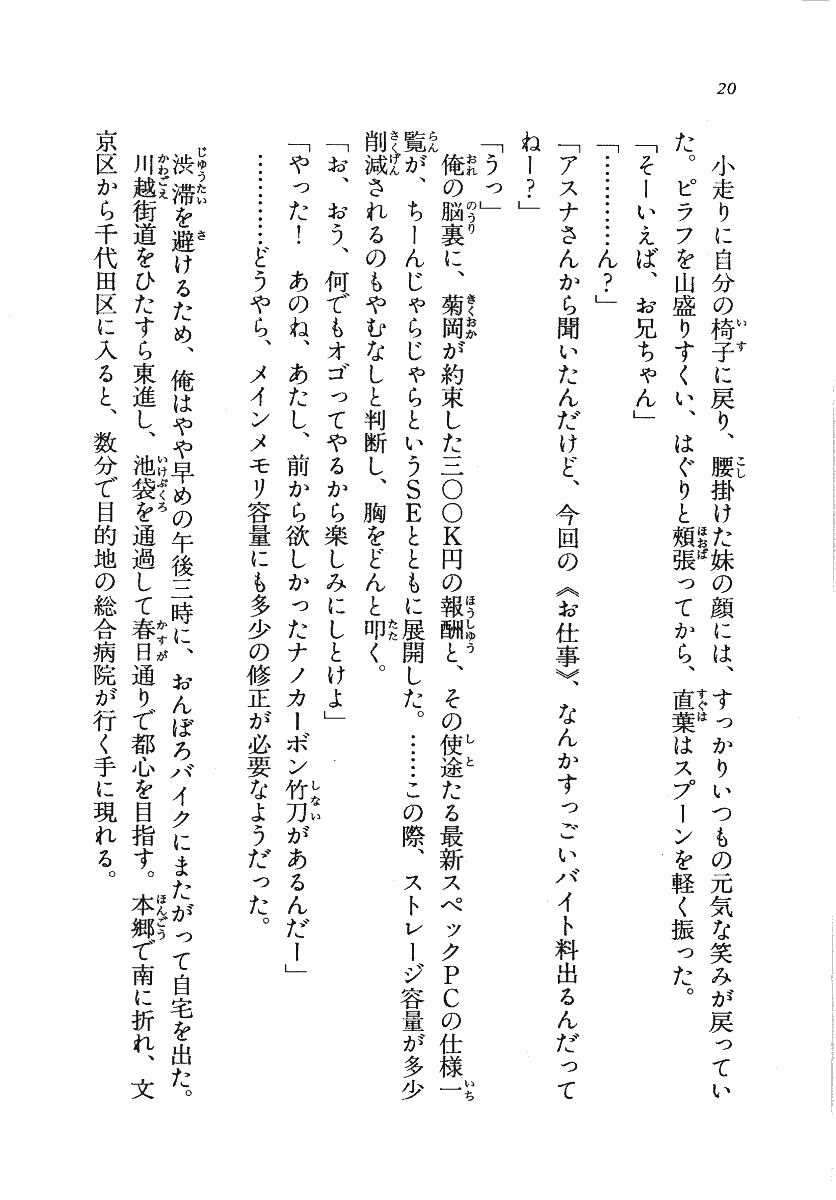 20
小走りに自分の椅子に戻り、腰掛けた妹の顔には、すっかりいつもの元気な笑みが戻ってい
た。ピラフを山盛りすくい、はぐりと頬張ってから、直葉はスプーンを軽く振った。
「そーいえば、お兄ちゃん」
「…………ん？」
「アスナさんから聞いたんだけど、今回の《お仕事》、なんかすっごいバイト料出るんだって
ねー？」
「うっ」
俺の脳裏に、菊岡が約束した三〇〇K円の報酬と、その使途たる最新スペックPCの仕様一
覧が、ちーんじゃらじゃらというSEとともに展開した。……この際、ストレージ容量が多少
削減されるのもやむなしと判断し、胸をどんと叩く。
「お、おう、何でもオゴってやるから楽しみにしとけよ」
「やった！　あのね、あたし、前から欲しかったナノカーボン竹刀があるんだー」
…………どうやら、メインメモリ容量にも多少の修正が必要なようだった。
渋滞を避けるため、俺はやや早めの午後三時に、おんぼろバイクにまたがって自宅を出た。
川越街道をひたすら東進し、池袋を通過して春日通りで都心を目指す。本郷で南に折れ、文
京区から千代田区に入ると、数分で目的地の総合病院が行く手に現れる。